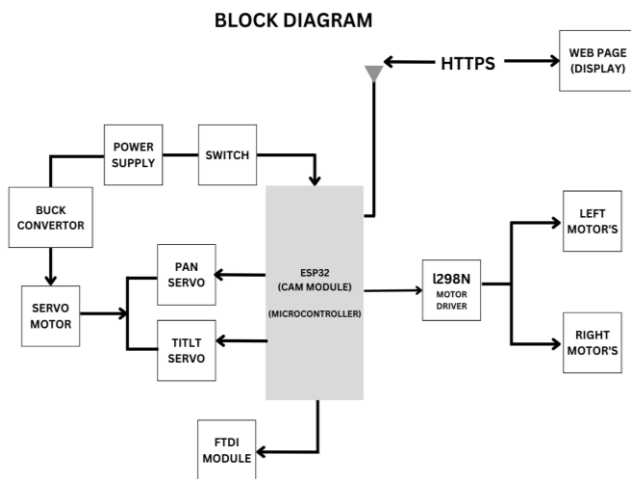 BLOCK DIAGRAM
HTTPS
WEB PAGE
(DISPLAY)
POWER
SUPPLY
SWITCH
BUCK
CONVERTOR
LEFT
MOTOR'S
PAN
SERVO
ESP32
(CAM MODULE)
(MICROCONTROLLER)
l298N
MOTOR
DRIVER
SERVO
MOTOR
TITLT
SERVO
RIGHT
MOTOR'S
FTDI
MODULE